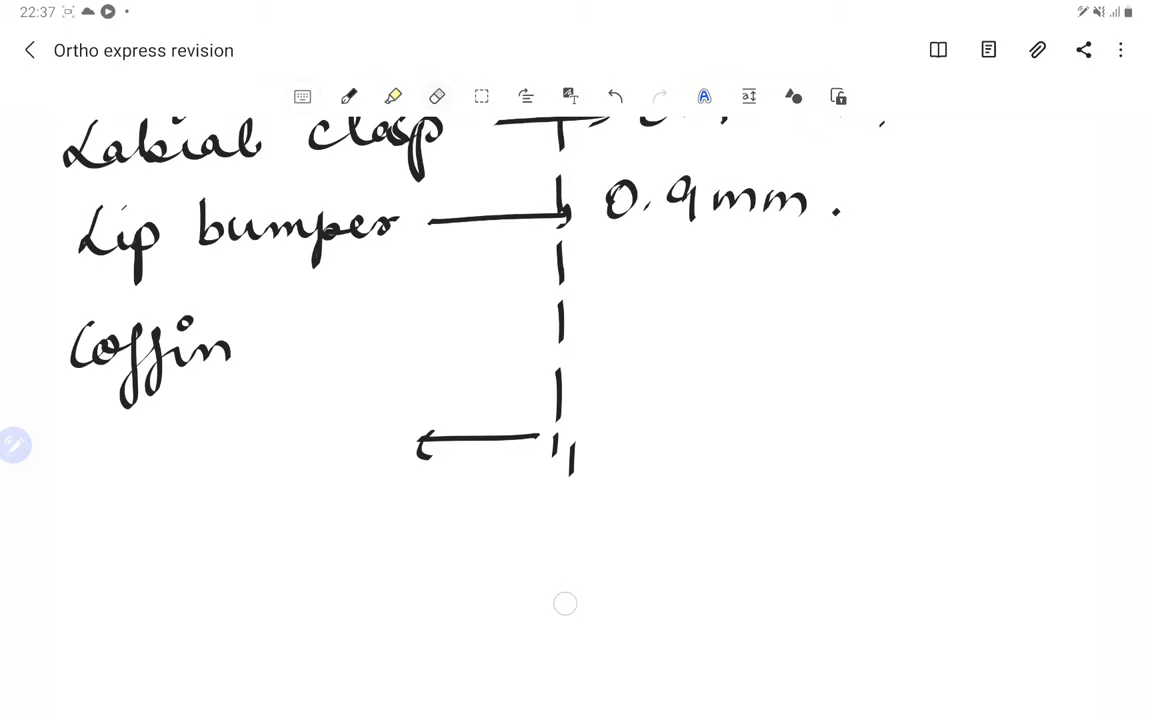 22:37
Ortho express revision
Labial clasp
Lip bumper 0.9mm.
Coffin